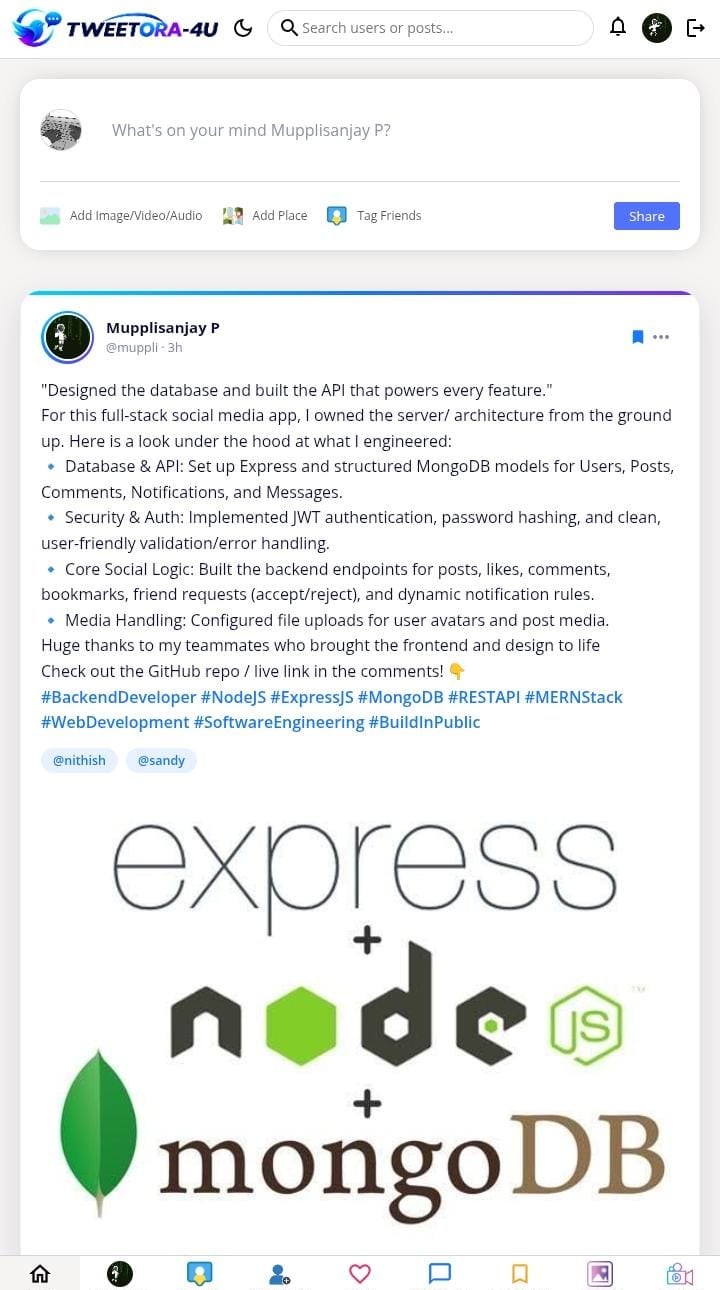 TWEETORA-4U
Search users or posts...
What's on your mind Mupplisanjay P?
Add Image/Video/Audio
Add Place
Tag Friends
Share
Mupplisanjay P
@muppli · 3h
"Designed the database and built the API that powers every feature."
For this full-stack social media app, I owned the server/ architecture from the ground
up. Here is a look under the hood at what I engineered:
🔹 Database & API: Set up Express and structured MongoDB models for Users, Posts,
Comments, Notifications, and Messages.
🔹 Security & Auth: Implemented JWT authentication, password hashing, and clean,
user-friendly validation/error handling.
🔹 Core Social Logic: Built the backend endpoints for posts, likes, comments,
bookmarks, friend requests (accept/reject), and dynamic notification rules.
🔹 Media Handling: Configured file uploads for user avatars and post media.
Huge thanks to my teammates who brought the frontend and design to life
Check out the GitHub repo / live link in the comments! 👇
#BackendDeveloper #NodeJS #ExpressJS #MongoDB #RESTAPI #MERNStack
#WebDevelopment #SoftwareEngineering #BuildInPublic
@nithish @sandy
express
+
node JS ™
+
mongoDB